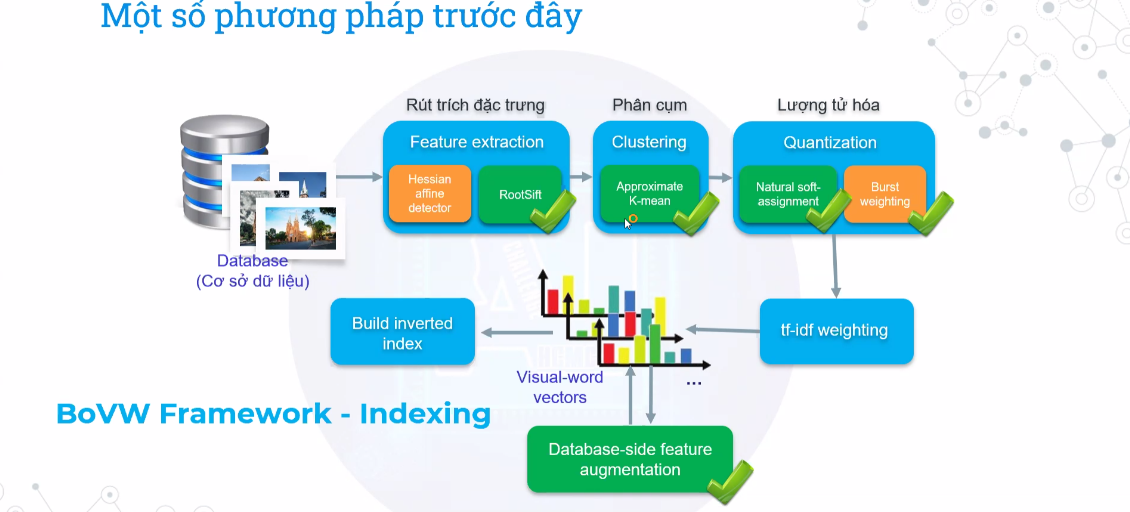 Một số phương pháp trước đây
Rút trích đặc trưng
Phân cụm
Lượng tử hóa
Feature extraction
Clustering
Quantization
Hessian
affine
detector
RootSift
Approximate
K-mean
Natural soft-
assignment
Burst
weighting
Database
(Cơ sở dữ liệu)
Build inverted
index
tf-idf weighting
Visual-word
vectors
...
BoVW Framework - Indexing
Database-side feature
augmentation